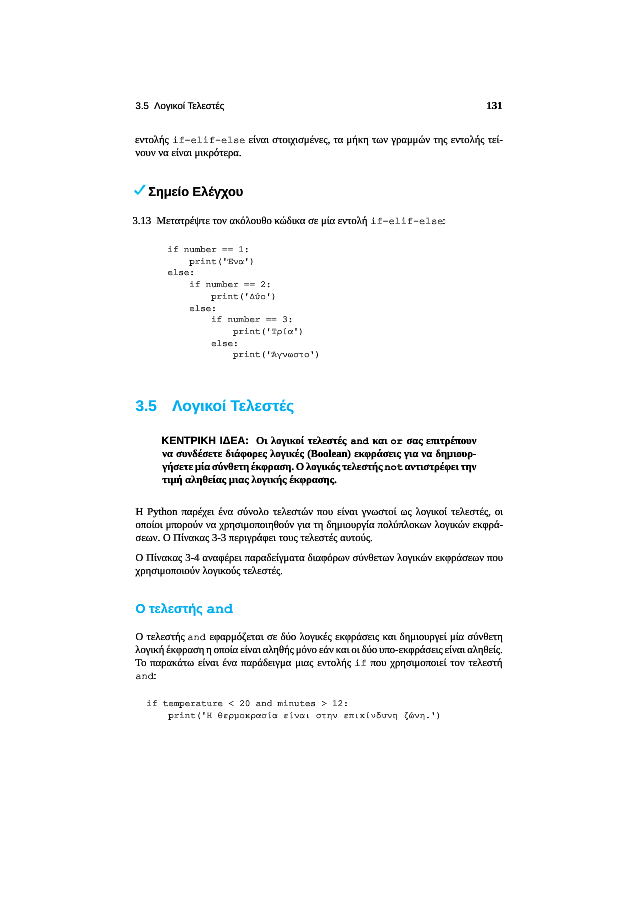 3.5 Λογικοί Τελεστές 131
εντολής if-elif-else είναι στοιχισμένες, τα μήκη των γραμμών της εντολής τεί-
νουν να είναι μικρότερα.
✓ Σημείο Ελέγχου
3.13 Μετατρέψτε τον ακόλουθο κώδικα σε μία εντολή if-elif-else:
if number == 1:
    print('Ένα')
else:
    if number == 2:
        print('Δύο')
    else:
        if number == 3:
            print('Τρία')
        else:
            print('Άγνωστο')
3.5 Λογικοί Τελεστές
ΚΕΝΤΡΙΚΗ ΙΔΕΑ: Οι λογικοί τελεστές and και or σας επιτρέπουν
να συνδέσετε διάφορες λογικές (Boolean) εκφράσεις για να δημιουρ-
γήσετε μία σύνθετη έκφραση. Ο λογικός τελεστής not αντιστρέφει την
τιμή αληθείας μιας λογικής έκφρασης.
Η Python παρέχει ένα σύνολο τελεστών που είναι γνωστοί ως λογικοί τελεστές, οι
οποίοι μπορούν να χρησιμοποιηθούν για τη δημιουργία πολύπλοκων λογικών εκφρά-
σεων. Ο Πίνακας 3-3 περιγράφει τους τελεστές αυτούς.
Ο Πίνακας 3-4 αναφέρει παραδείγματα διαφόρων σύνθετων λογικών εκφράσεων που
χρησιμοποιούν λογικούς τελεστές.
Ο τελεστής and
Ο τελεστής and εφαρμόζεται σε δύο λογικές εκφράσεις και δημιουργεί μία σύνθετη
λογική έκφραση η οποία είναι αληθής μόνο εάν και οι δύο υπο-εκφράσεις είναι αληθείς.
Το παρακάτω είναι ένα παράδειγμα μιας εντολής if που χρησιμοποιεί τον τελεστή
and:
if temperature < 20 and minutes > 12:
    print('Η θερμοκρασία είναι στην επικίνδυνη ζώνη.')